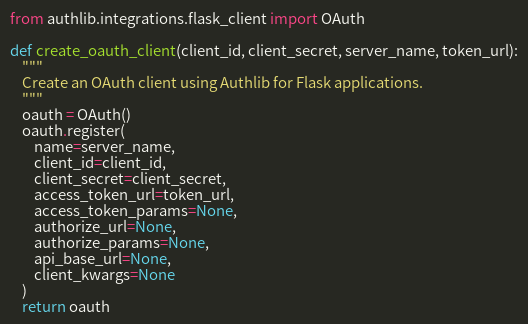 from authlib.integrations.flask_client import OAuth

def create_oauth_client(client_id, client_secret, server_name, token_url):
    """
    Create an OAuth client using Authlib for Flask applications.
    """
    oauth = OAuth()
    oauth.register(
        name=server_name,
        client_id=client_id,
        client_secret=client_secret,
        access_token_url=token_url,
        access_token_params=None,
        authorize_url=None,
        authorize_params=None,
        api_base_url=None,
        client_kwargs=None
    )
    return oauth